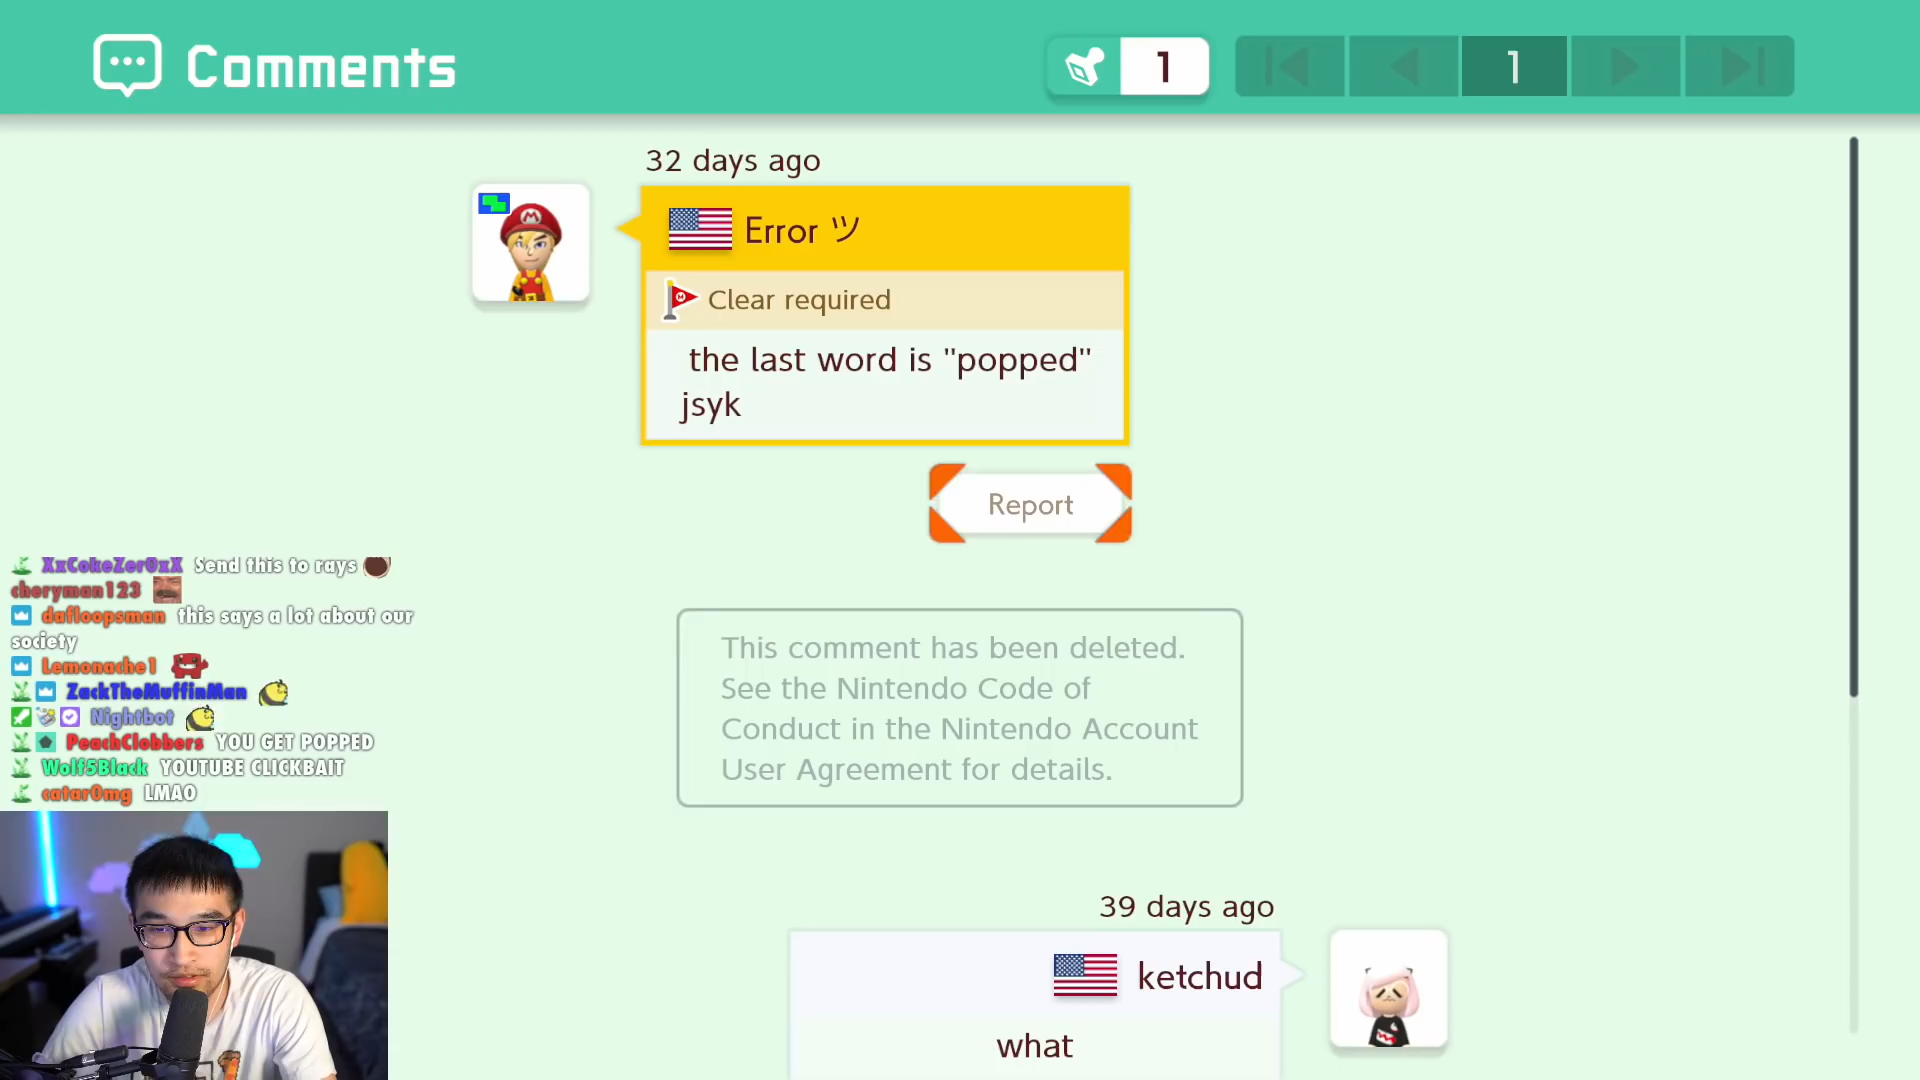 Comments
1
1
32 days ago
Error ツ
Clear required
the last word is "popped"
jsyk
Report
This comment has been deleted.
See the Nintendo Code of
Conduct in the Nintendo Account
User Agreement for details.
39 days ago
ketchud
what
XxCokeZer0xX Send this to rays
cheryman123
dafloopsman this says a lot about our
society
Lemonache1
ZackTheMuffinMan
Nightbot
PeachClobbers YOU GET POPPED
Wolf5Black YOUTUBE CLICKBAIT
catar0mg LMAO